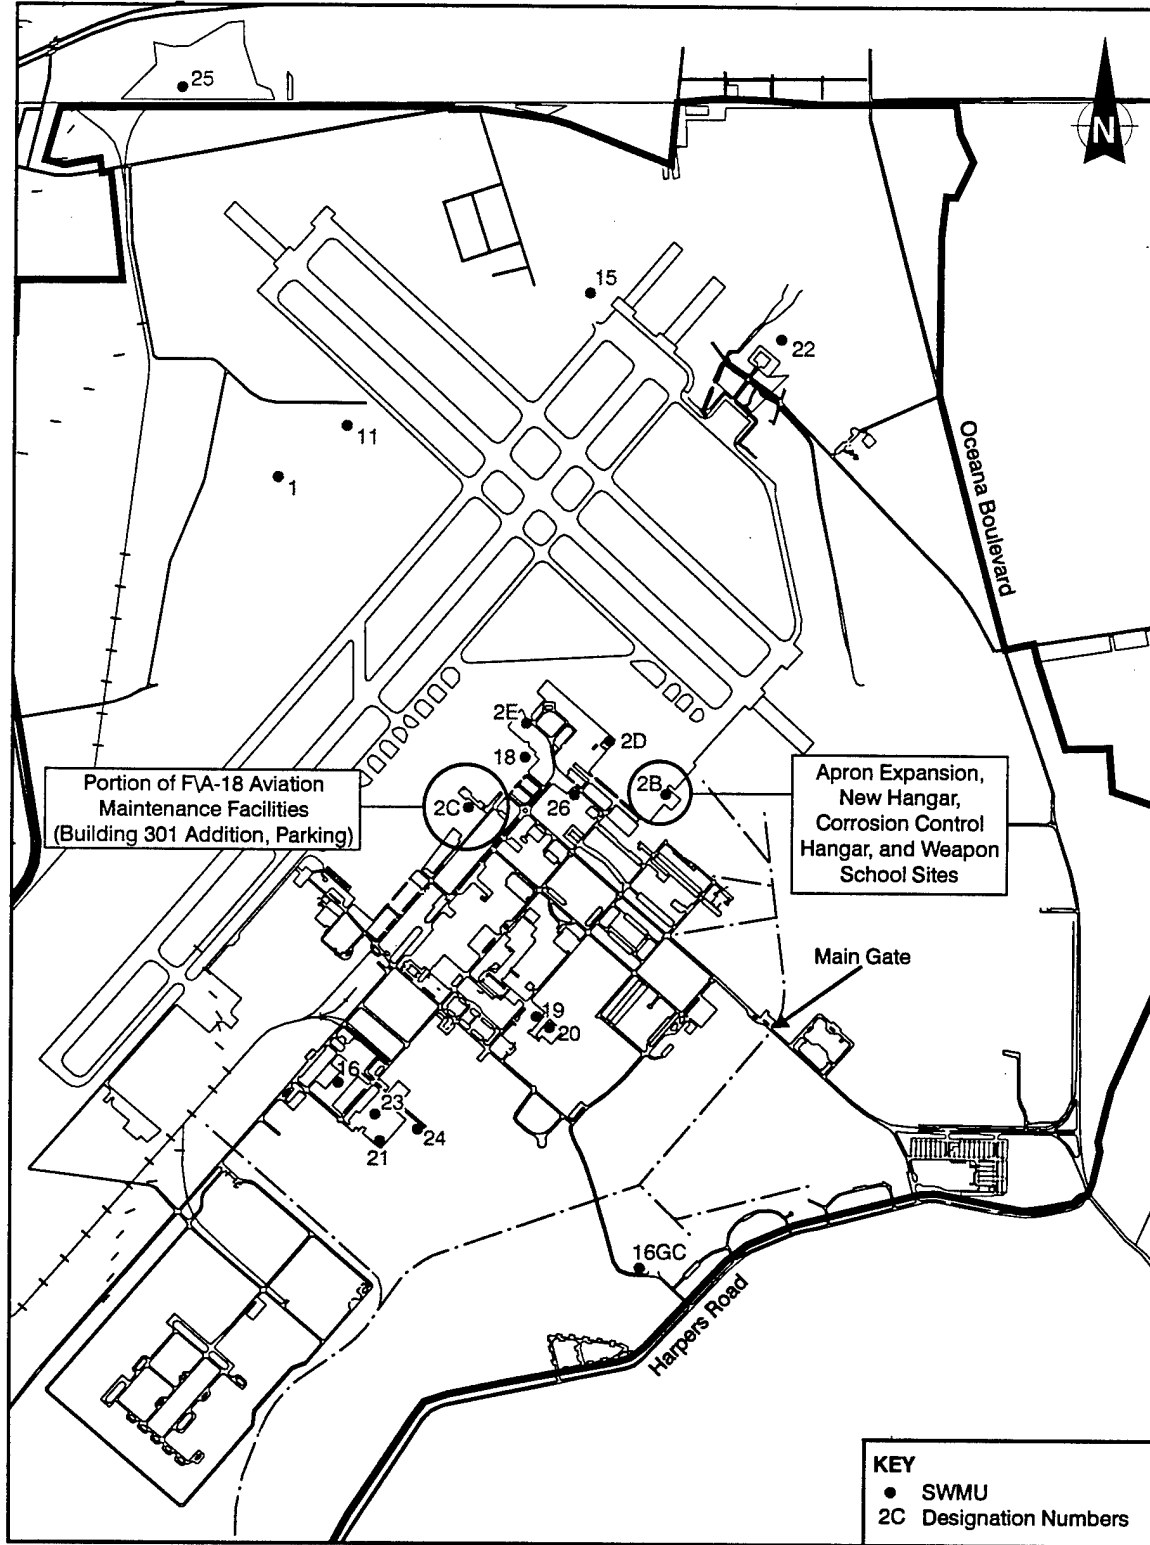 25
N
15
22
11
1
Oceana Boulevard
2E
2D
18
Portion of F\A-18 Aviation
Maintenance Facilities
(Building 301 Addition, Parking)
2C
26
2B
Apron Expansion,
New Hangar,
Corrosion Control
Hangar, and Weapon
School Sites
Main Gate
19
20
16
23
24
21
16GC
Harpers Road
KEY
SWMU
2C Designation Numbers